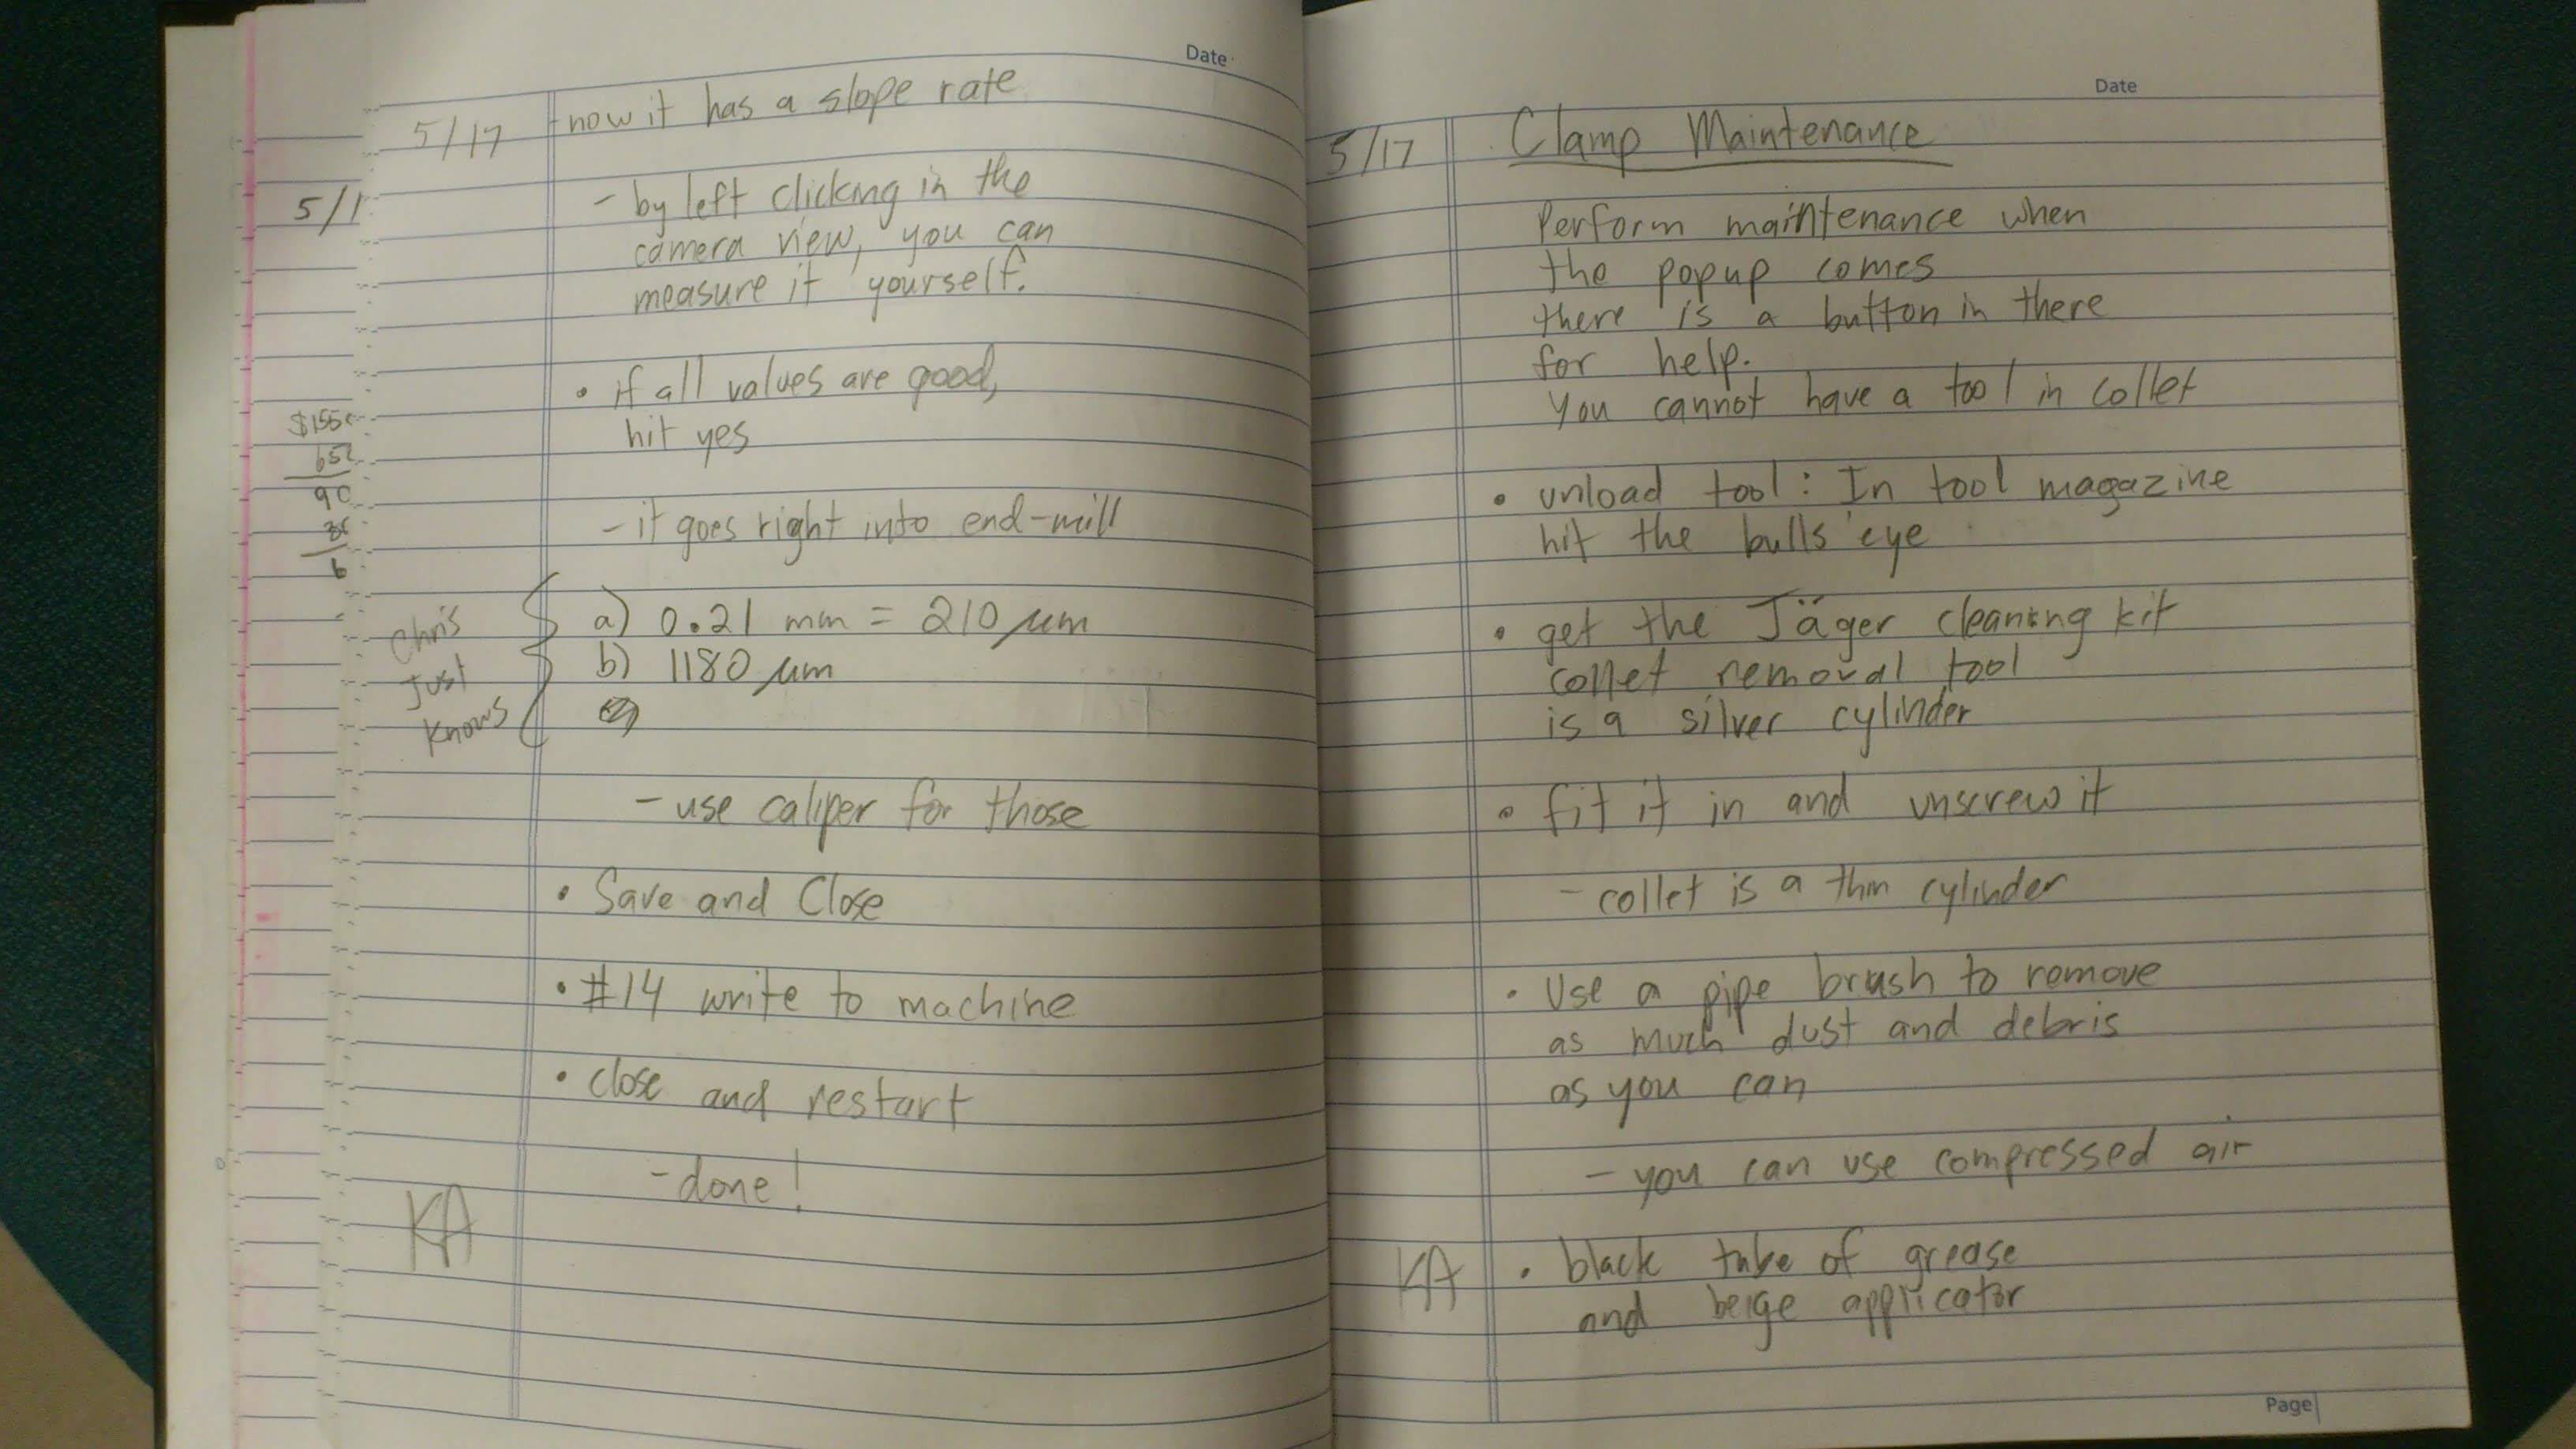 Date
5/17
- now it has a slope rate
- by left clicking in the
camera view, you can
measure it yourself.
• if all values are good,
hit yes
- it goes right into end-mill
Chris
Just
Knows
a) 0.21 mm = 210 µm
b) 1180 µm
- use caliper for those
• Save and Close
• #14 write to machine
• close and restart
- done!
KA
5/1
$155
652
90
6
Date
5/17
Clamp Maintenance
Perform maintenance when
the popup comes
there is a button in there
for help.
You cannot have a tool in collet
• unload tool: In tool magazine
hit the bulls eye
• get the Jäger cleaning kit
collet removal tool
is a silver cylinder
• fit it in and unscrew it
- collet is a thin cylinder
• Use a pipe brush to remove
as much dust and debris
as you can
- you can use compressed air
KA
• black tube of grease
and beige applicator
Page